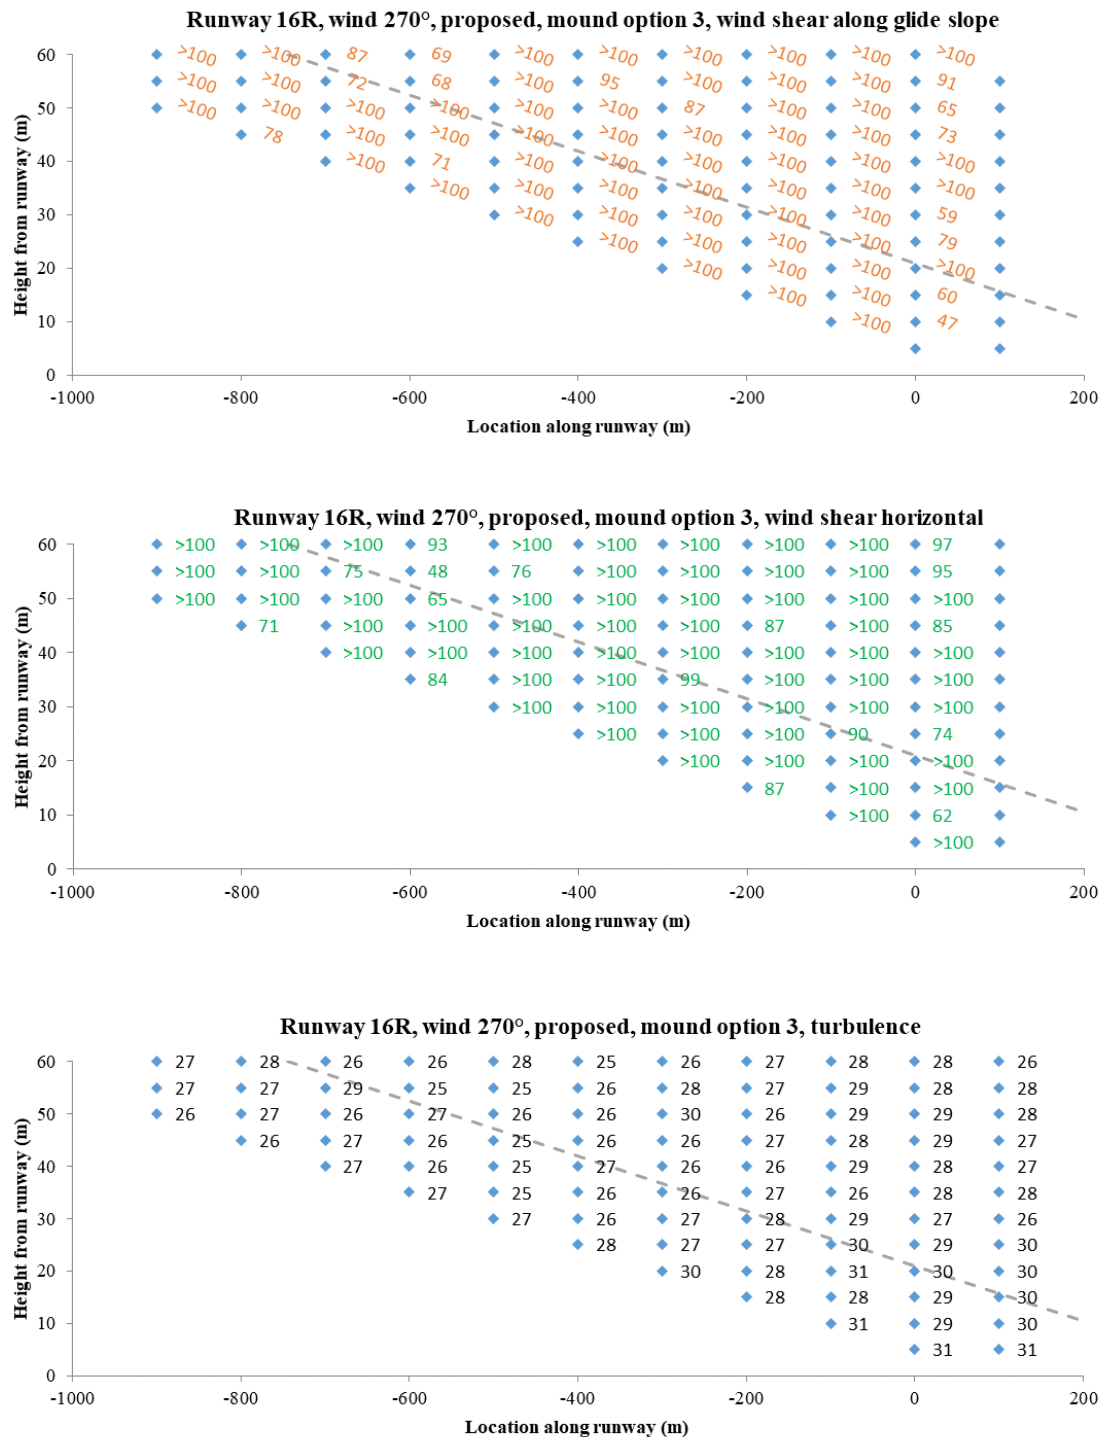 Runway 16R, wind 270°, proposed, mound option 3, wind shear along glide slope
Height from runway (m)
60 >100 >100 87 69 >100 >100 >100 >100 >100 >100
>100 >100 72 68 >100 95 >100 >100 >100 91
50 >100 >100 >100 >100 >100 >100 87 >100 >100 65
78 >100 >100 >100 >100 >100 >100 >100 73
40 >100 71 >100 >100 >100 >100 >100 >100
>100 >100 >100 >100 >100 >100 >100
30 >100 >100 >100 >100 >100 59
>100 >100 >100 >100 79
20 >100 >100 >100 >100
>100 >100 60
10 >100 47
0
-1000 -800 -600 -400 -200 0 200
Location along runway (m)
Runway 16R, wind 270°, proposed, mound option 3, wind shear horizontal
Height from runway (m)
60 >100 >100 >100 93 >100 >100 >100 >100 >100 97
>100 >100 75 48 76 >100 >100 >100 >100 95
50 >100 >100 >100 65 >100 >100 >100 >100 >100 >100
71 >100 >100 >100 >100 >100 87 >100 85
40 >100 >100 >100 >100 >100 >100 >100 >100
84 >100 >100 99 >100 >100 >100
30 >100 >100 >100 >100 >100 >100
>100 >100 >100 90 74
20 >100 >100 >100 >100
87 >100 >100
10 >100 62
>100
0
-1000 -800 -600 -400 -200 0 200
Location along runway (m)
Runway 16R, wind 270°, proposed, mound option 3, turbulence
Height from runway (m)
60 27 28 26 26 28 25 26 27 28 28 26
27 27 29 25 25 26 28 27 29 28 28
50 26 27 26 27 26 26 30 26 29 29 28
26 27 26 25 26 26 27 28 29 27
40 27 26 25 27 26 26 29 28 27
27 25 26 26 27 26 28 28
30 27 26 27 28 29 27 26
28 27 27 30 29 30
20 30 28 31 30 30
28 28 29 30
10 31 29 30
31 31
0
-1000 -800 -600 -400 -200 0 200
Location along runway (m)